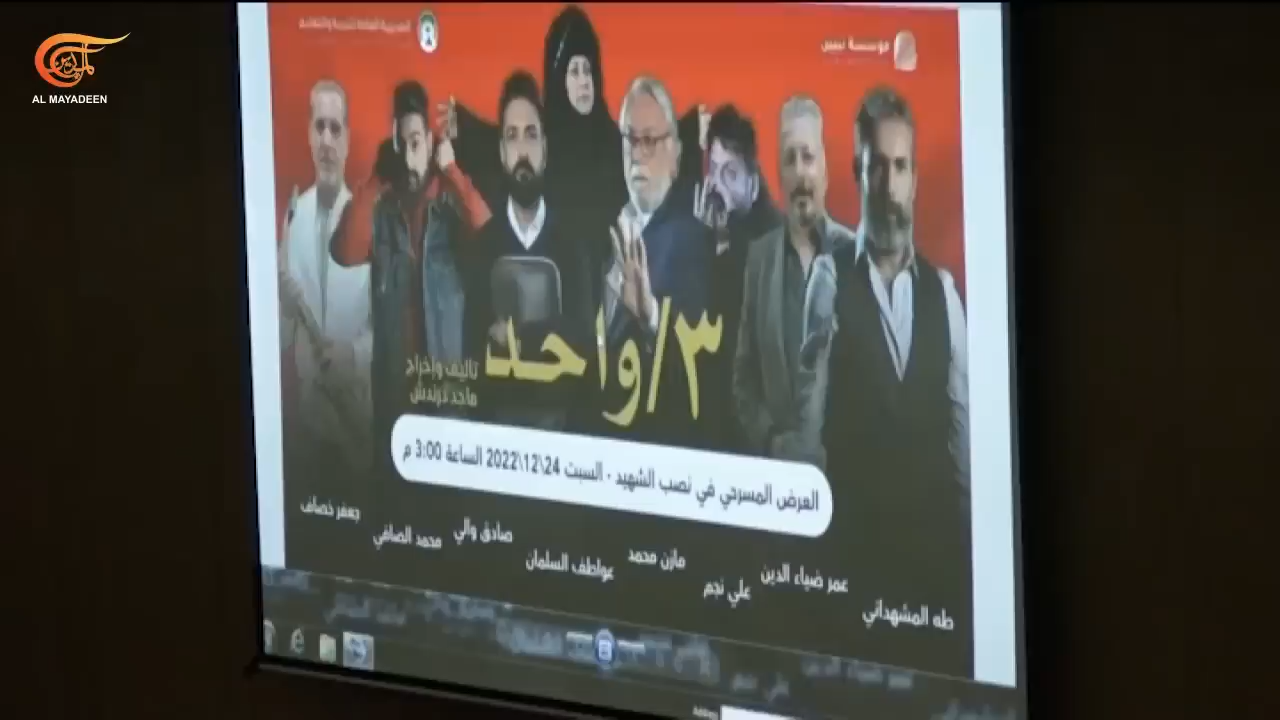 الميادين
AL MAYADEEN
مؤسسة
٣/واحد
تأليف وإخراج
ماجد درندش
العرض المسرحي في نصب الشهيد - السبت 24\12\2022 الساعة 3:00 م
طه المشهداني
عمر ضياء الدين
علي نجم
مازن محمد
عواطف السلمان
صادق والي
محمد الصافي
جعفر خصاف